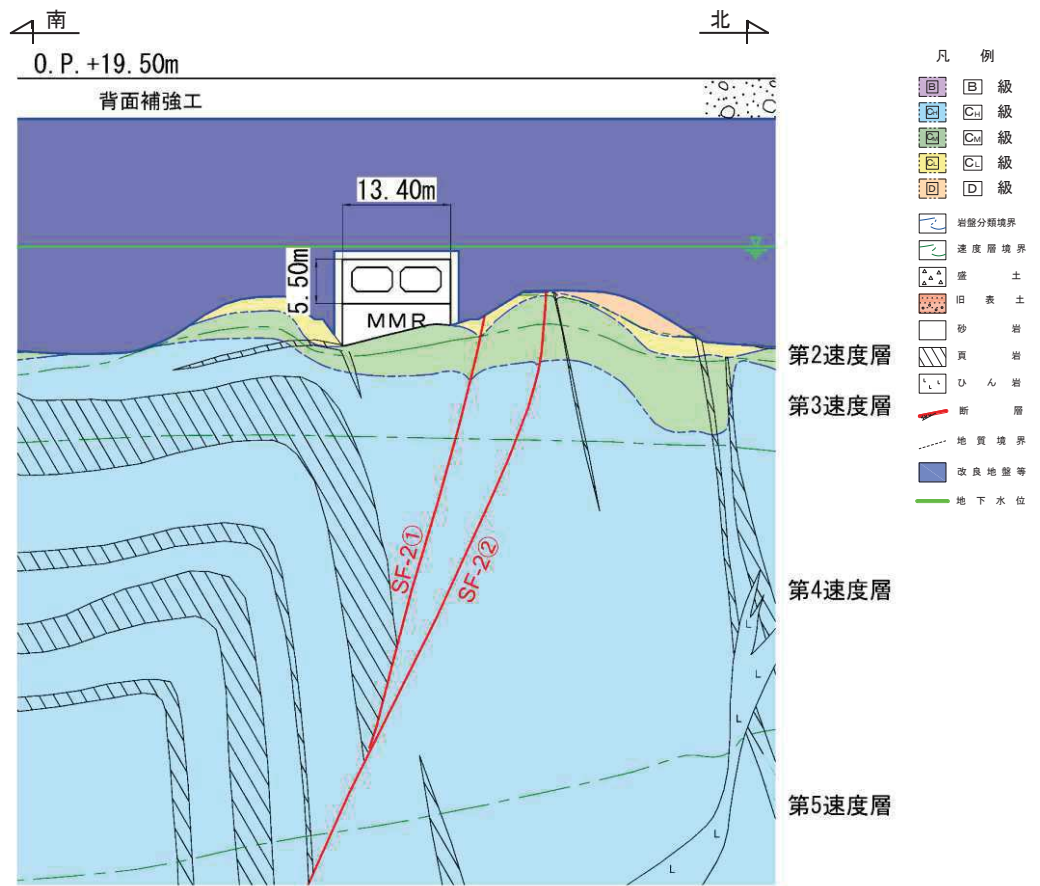 南
北
O.P.+19.50m
背面補強工
13.40m
5.50m
MMR
SF-2①
SF-2②
第2速度層
第3速度層
第4速度層
第5速度層
L
L
L
L
L
凡 例
B B 級
CH CH 級
CM CM 級
CL CL 級
D D 級
岩盤分類境界
速度層境界
盛土
旧表土
砂岩
頁岩
ひん岩
断層
地質境界
改良地盤等
地下水位